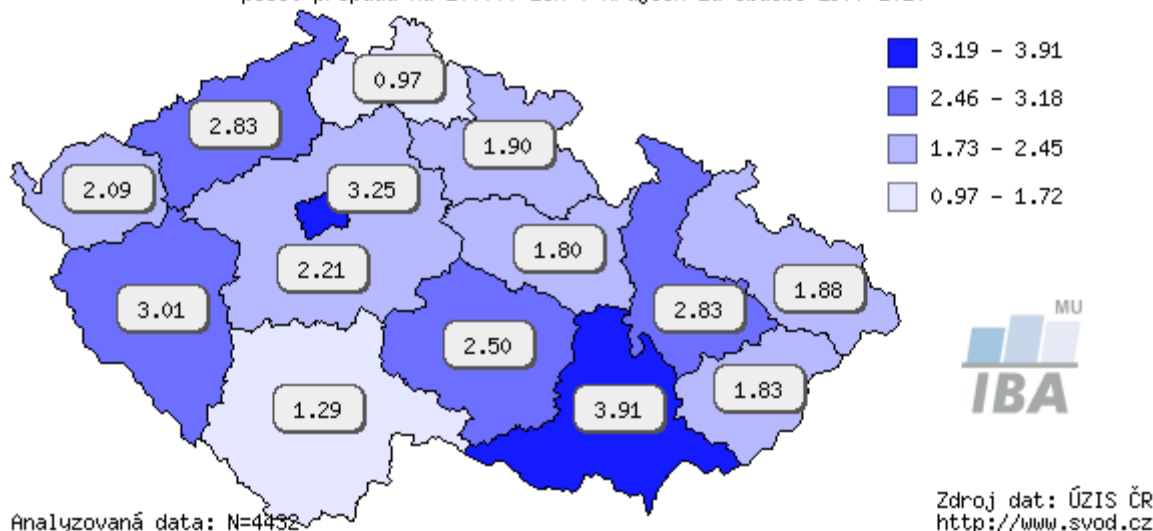 0.97
3.19 - 3.91
2.83
2.46 - 3.18
1.90
1.73 - 2.45
2.09
3.25
0.97 - 1.72
1.80
2.21
1.88
3.01
2.83
MU
2.50
IBA
1.83
1.29
3.91
Zdroj dat: ÚZIS ČR
Analyzovaná data: N=4432
http://www.svod.cz